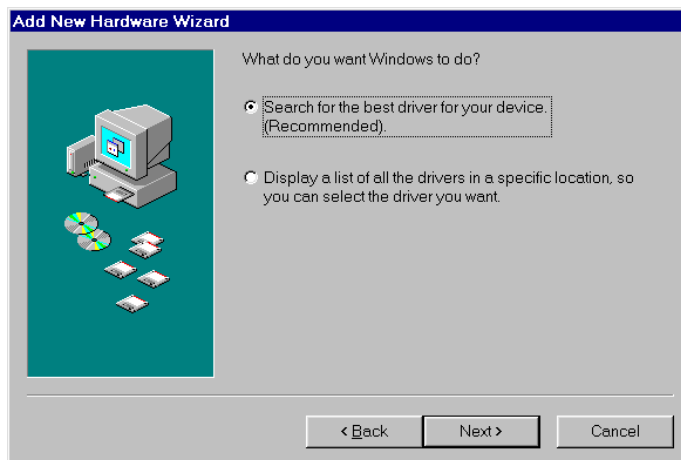 Add New Hardware Wizard
What do you want Windows to do?
Search for the best driver for your device.
(Recommended).
Display a list of all the drivers in a specific location, so
you can select the driver you want.
< Back
Next >
Cancel